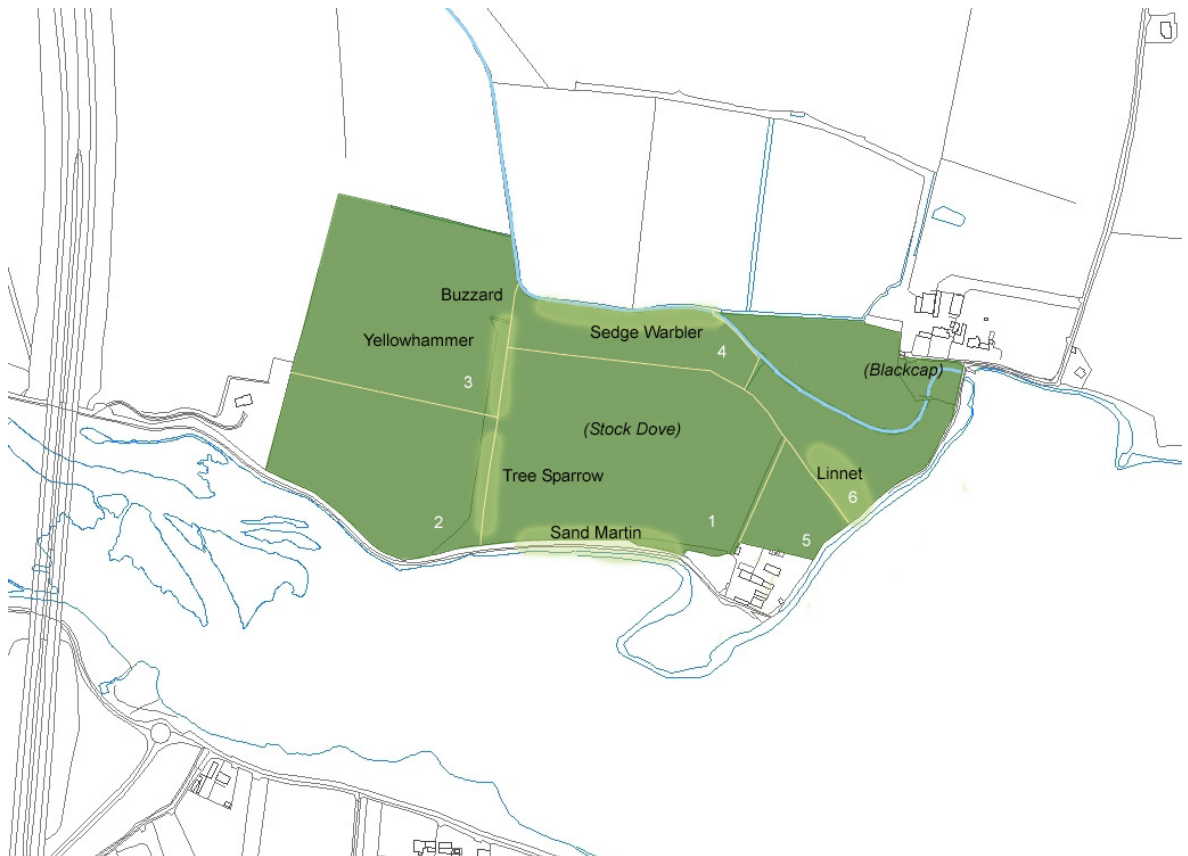 Buzzard
Yellowhammer
Sedge Warbler
4
(Blackcap)
3
(Stock Dove)
Tree Sparrow
Linnet
6
2
Sand Martin
1
5